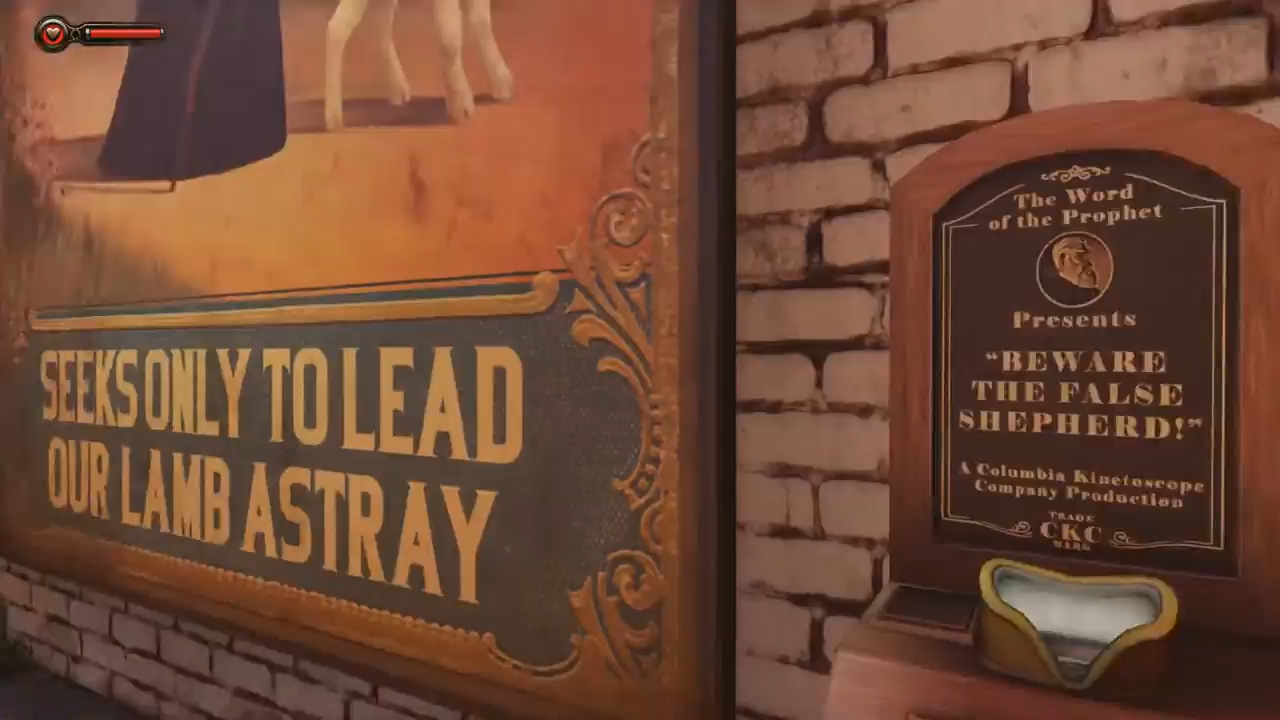 SEEKS ONLY TO LEAD
OUR LAMB ASTRAY
The Word
of the Prophet
Presents
“BEWARE
THE FALSE
SHEPHERD!”
A Columbia Kinetoscope
Company Production
TRADE
CKC
MARK